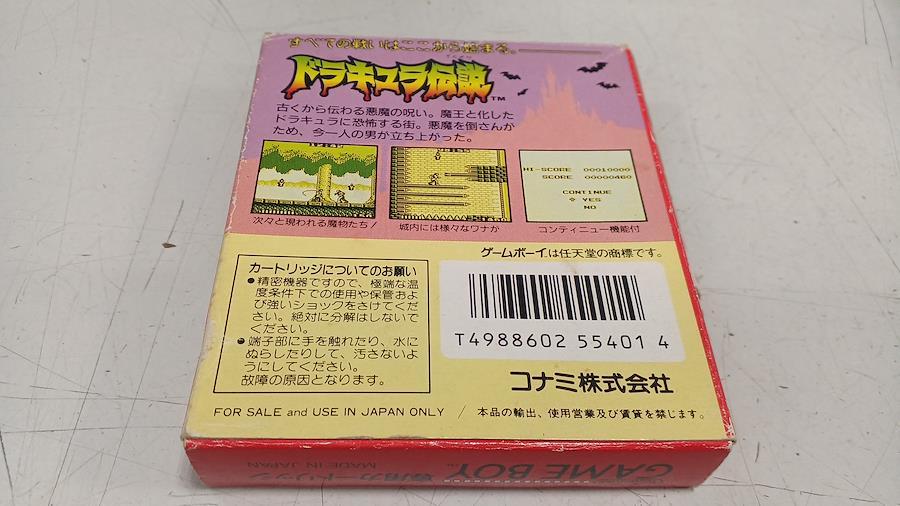 すべての戦いはここから始まる。
ドラキュラ伝説
TM
古くから伝わる悪魔の呪い。魔王と化した
ドラキュラに恐怖する街。悪魔を倒さんが
ため、今一人の男が立ち上がった。
HI-SCORE 00010000
SCORE 00000460
CONTINUE
YES
NO
次々と現われる魔物たち!
城内には様々なワナが
コンティニュー機能付
ゲームボーイは任天堂の商標です。
カートリッジについてのお願い
●精密機器ですので、極端な温
度条件下での使用や保管およ
び強いショックをさけてくだ
さい。絶対に分解はしないで
ください。
●端子部に手を触れたり、水に
ぬらしたりして、汚さないよ
うにしてください。
故障の原因となります。
T4988602 55401 4
コナミ株式会社
FOR SALE and USE IN JAPAN ONLY / 本品の輸出、使用営業及び賃貸を禁じます。
GAME BOY
専用カートリッジ
MADE IN JAPAN